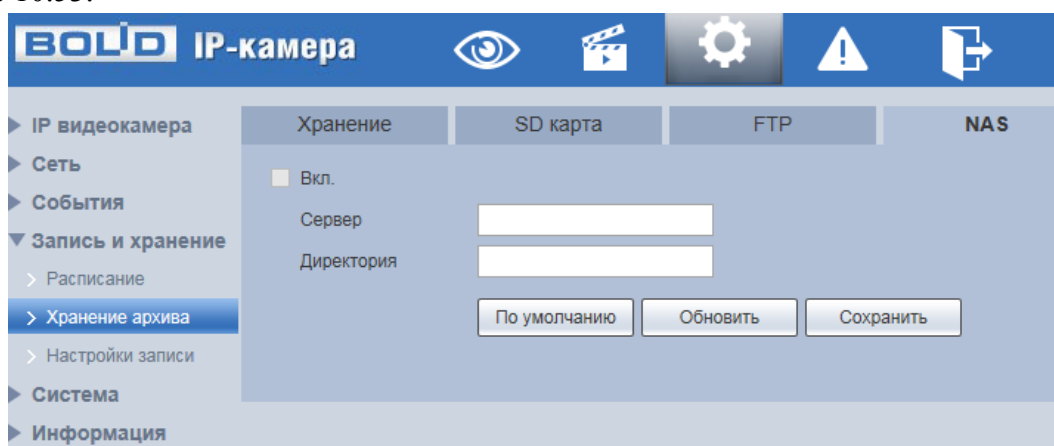 BOLID IP-камера
Хранение SD карта FTP NAS
IP видеокамера
Сеть
События
Запись и хранение
Расписание
Хранение архива
Настройки записи
Система
Информация
Вкл.
Сервер
Директория
По умолчанию Обновить Сохранить